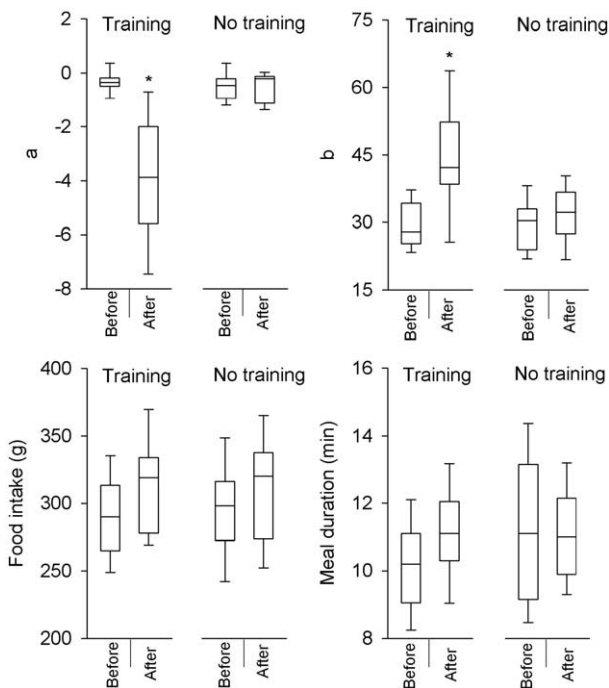 2
0
-2
-4
-6
-8
a
Training
No training
*
Before
After
Before
After
75
60
45
30
15
b
Training
No training
*
Before
After
Before
After
400
350
300
250
200
Food intake (g)
Training
No training
Before
After
Before
After
16
14
12
10
8
Meal duration (min)
Training
No training
Before
After
Before
After